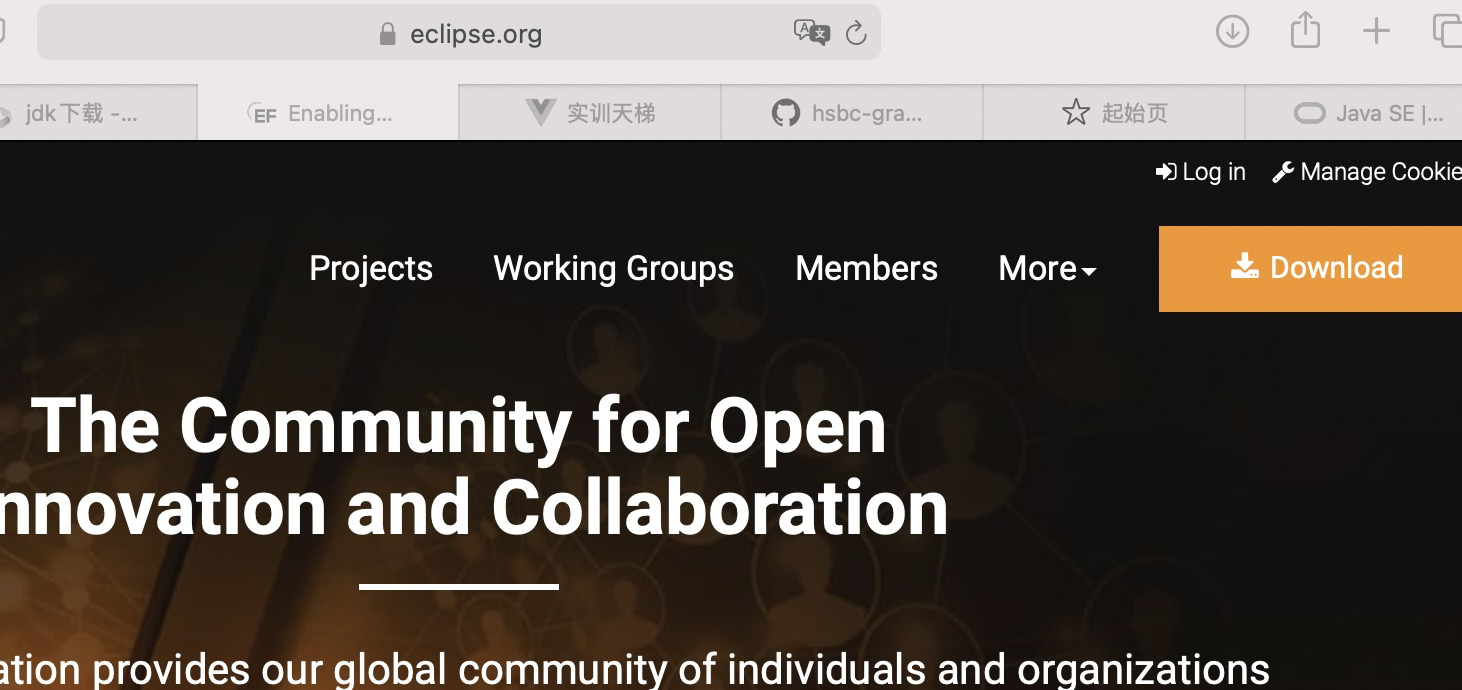 eclipse.org
jdk下载 -...
EF Enabling...
实训天梯
hsbc-gra...
起始页
Java SE |...
Log in
Manage Cookie
Projects
Working Groups
Members
More
Download
The Community for Open
nnovation and Collaboration
ation provides our global community of individuals and organizations